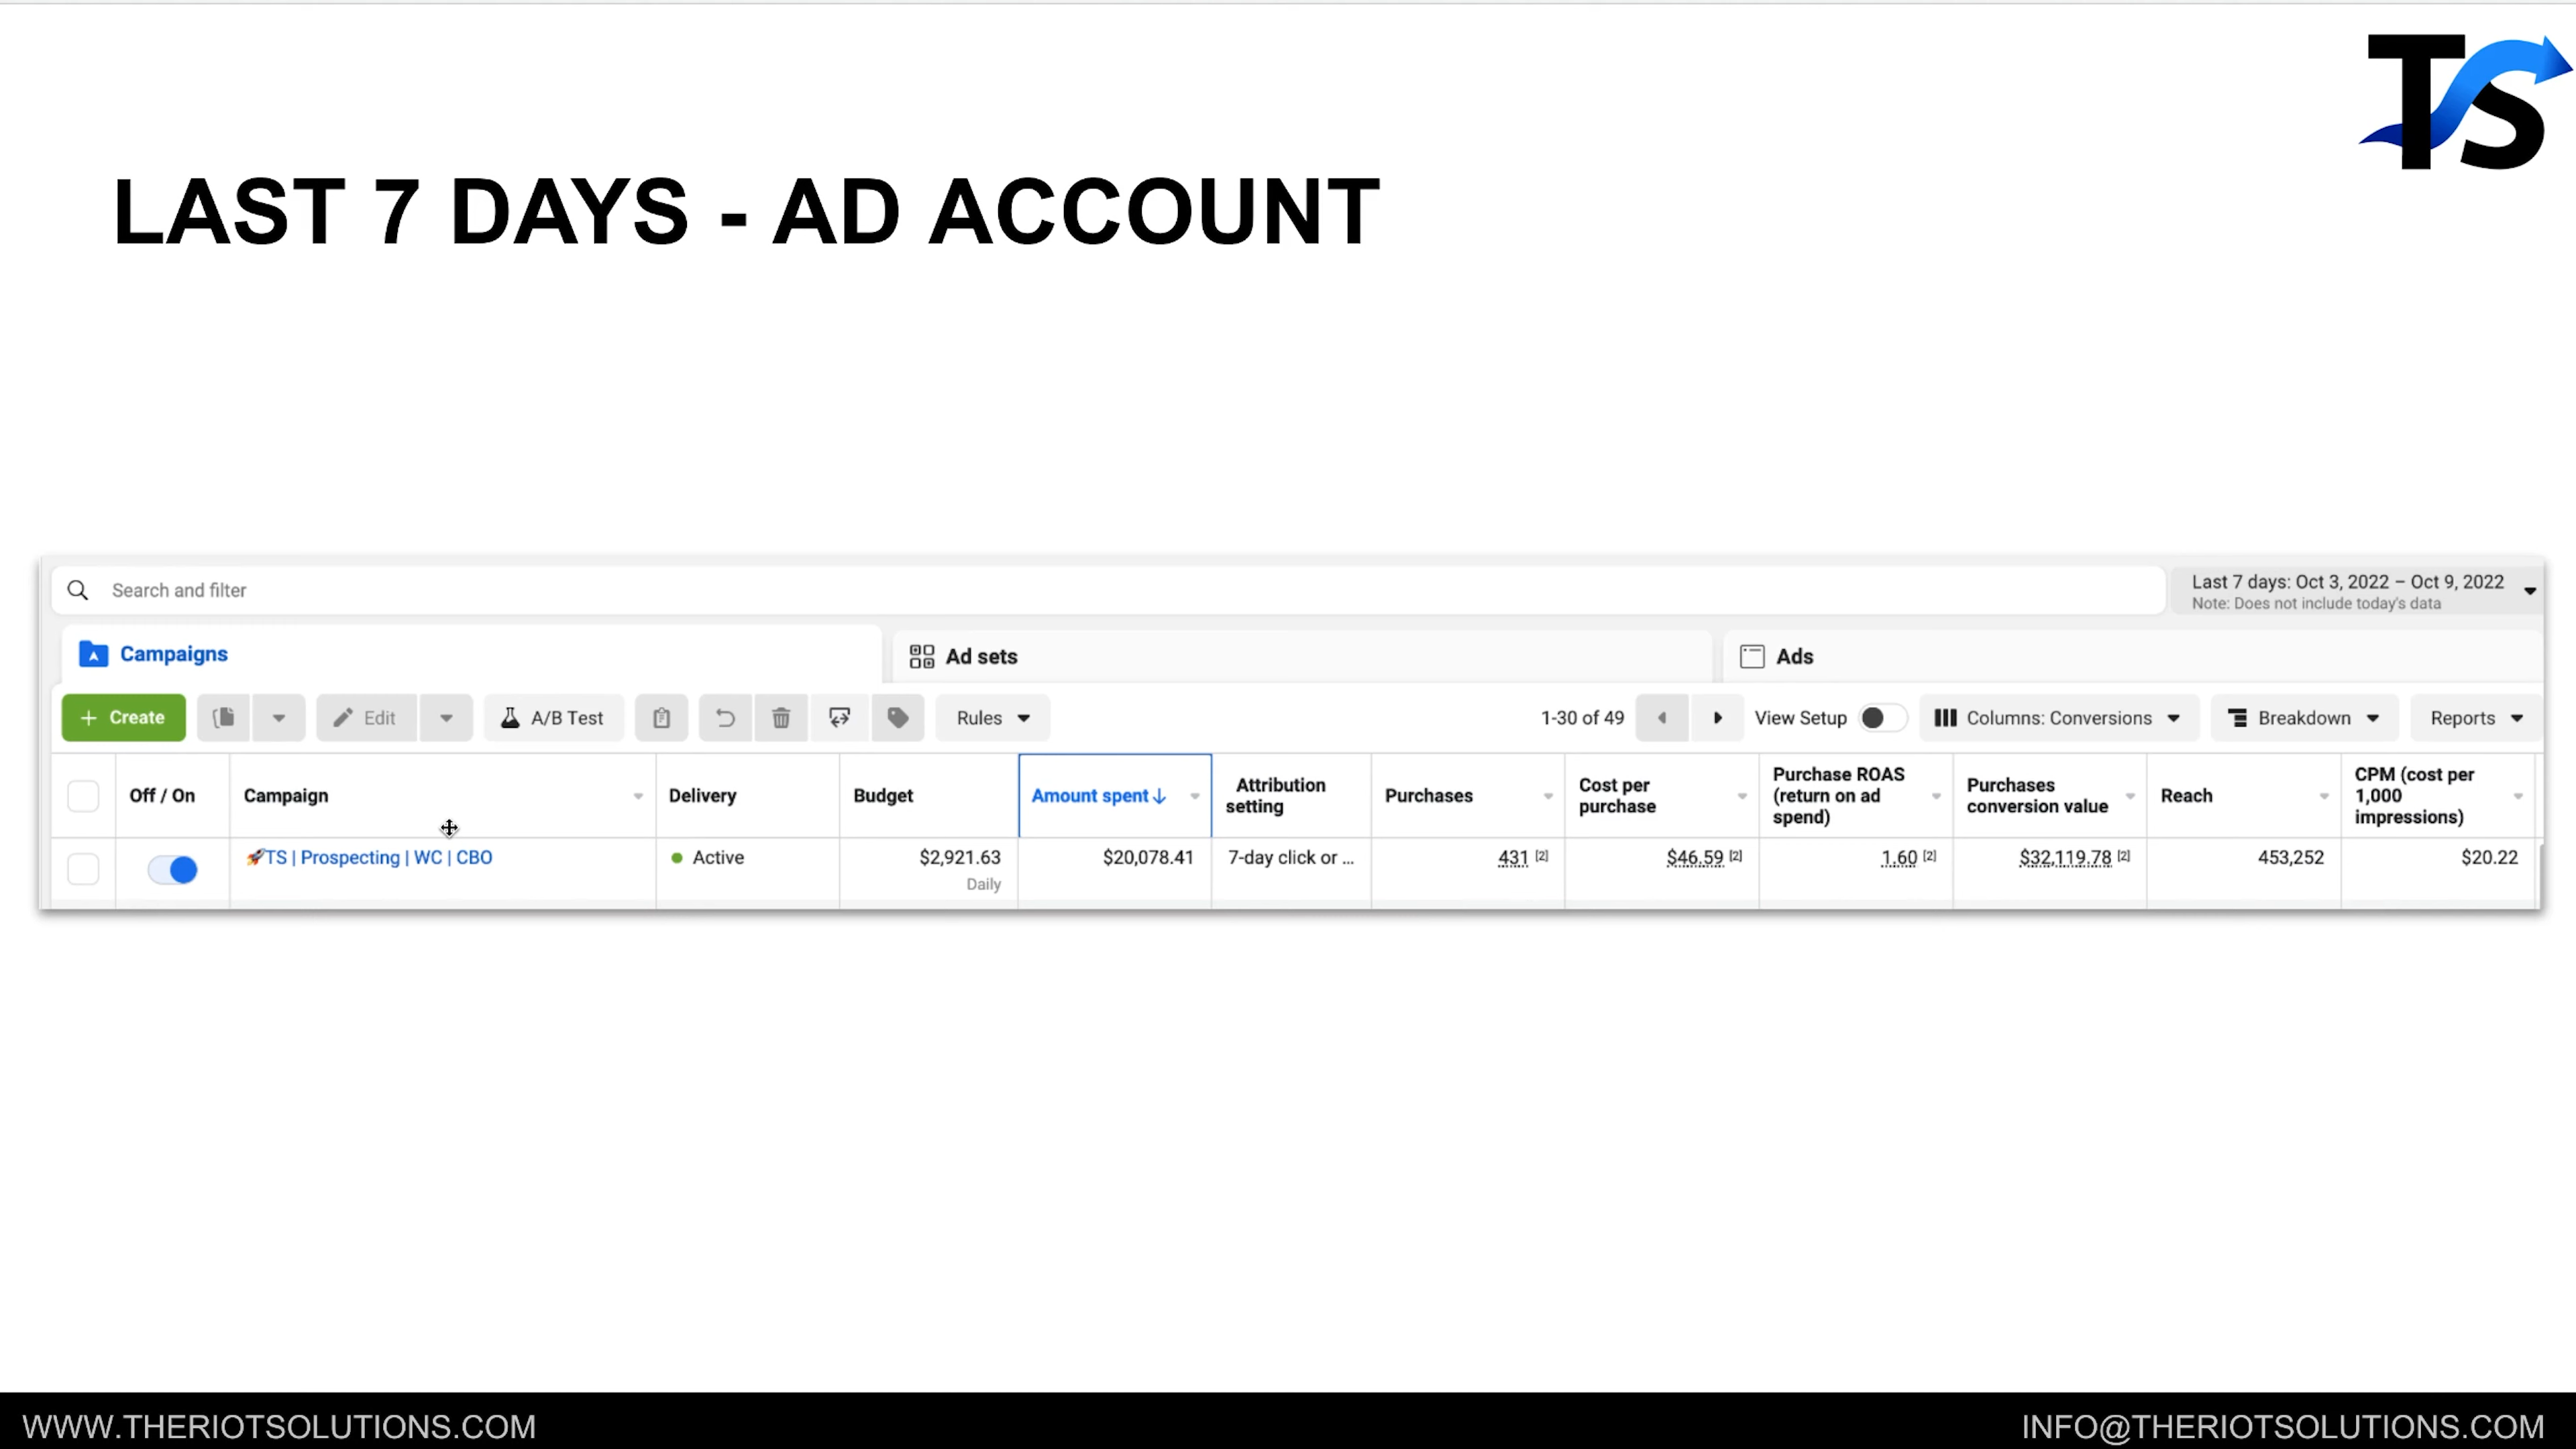 TS
LAST 7 DAYS - AD ACCOUNT
Search and filter
Last 7 days: Oct 3, 2022 – Oct 9, 2022
Note: Does not include today's data
Campaigns
Ad sets
Ads
+ Create
Edit
A/B Test
Rules
1-30 of 49
View Setup
Columns: Conversions
Breakdown
Reports
Off / On
Campaign
Delivery
Budget
Amount spent ↓
Attribution
setting
Purchases
Cost per
purchase
Purchase ROAS
(return on ad
spend)
Purchases
conversion value
Reach
CPM (cost per
1,000
impressions)
🚀TS | Prospecting | WC | CBO
Active
$2,921.63
Daily
$20,078.41
7-day click or ...
431 [2]
$46.59 [2]
1.60 [2]
$32,119.78 [2]
453,252
$20.22
WWW.THERIOTSOLUTIONS.COM
INFO@THERIOTSOLUTIONS.COM